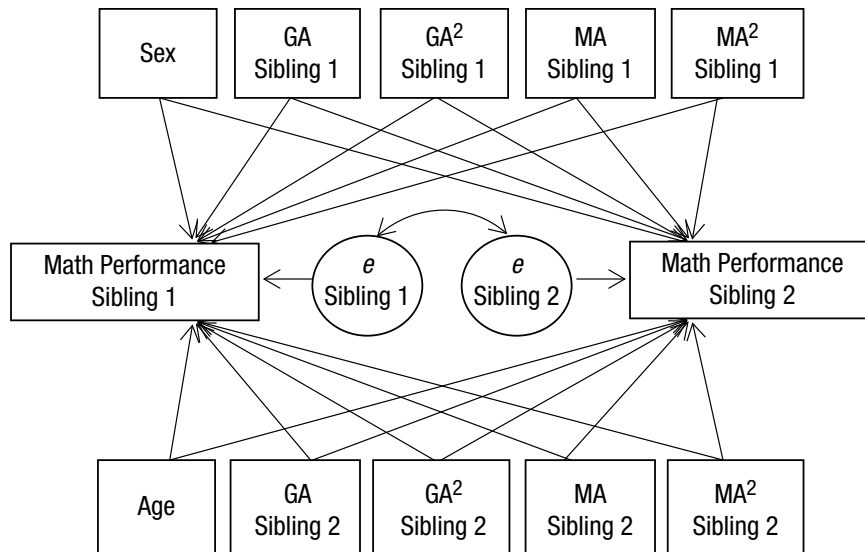 Sex
GA
Sibling 1
GA²
Sibling 1
MA
Sibling 1
MA²
Sibling 1
Math Performance
Sibling 1
e
Sibling 1
e
Sibling 2
Math Performance
Sibling 2
Age
GA
Sibling 2
GA²
Sibling 2
MA
Sibling 2
MA²
Sibling 2